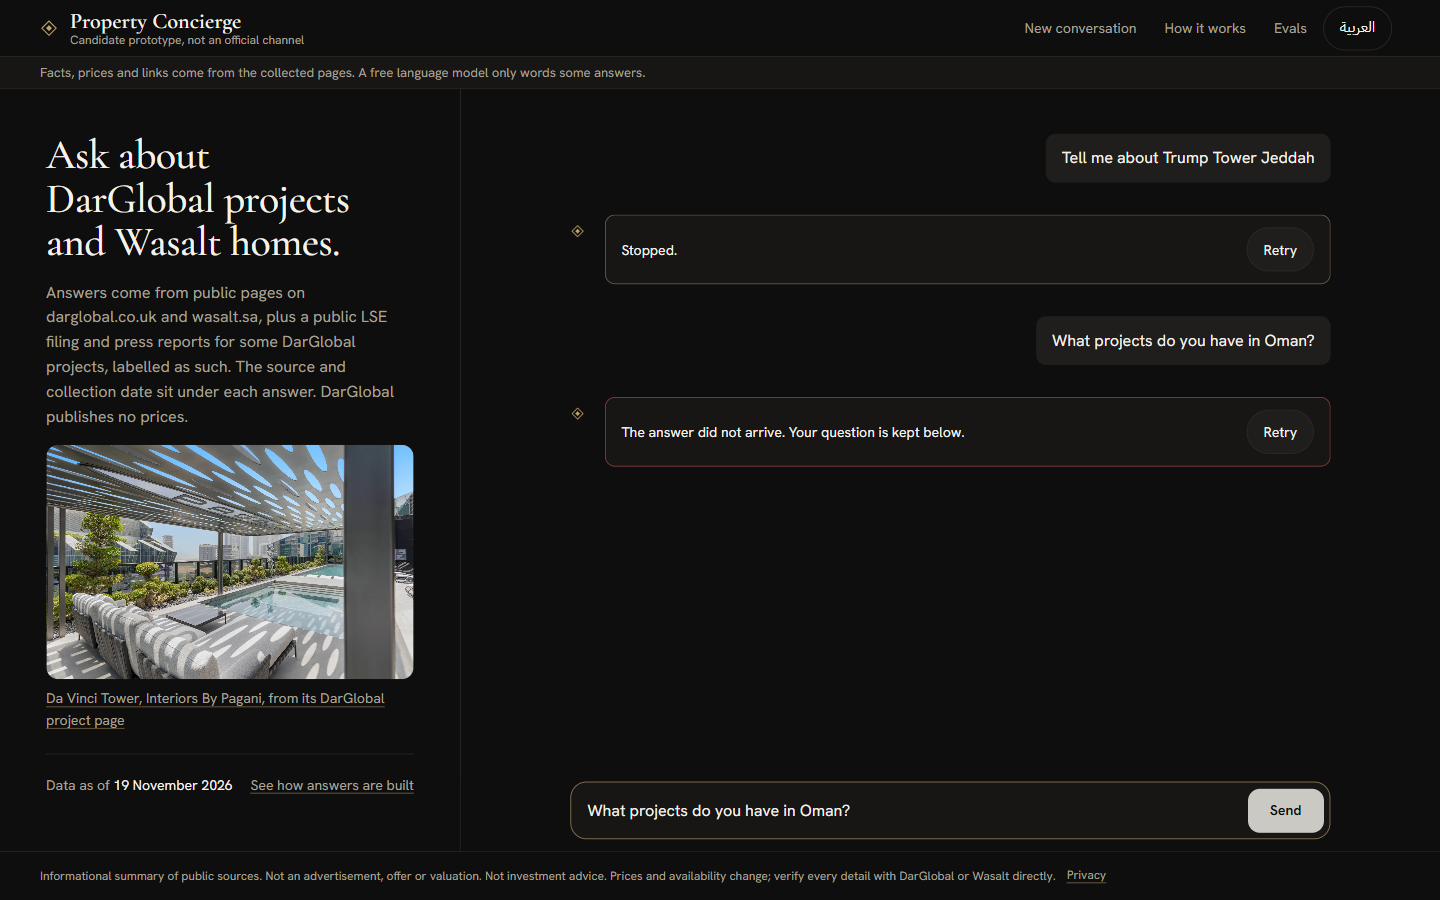 Property Concierge
Candidate prototype, not an official channel
New conversation
How it works
Evals
العربية
Facts, prices and links come from the collected pages. A free language model only words some answers.
Ask about
DarGlobal projects
and Wasalt homes.
Answers come from public pages on
darglobal.co.uk and wasalt.sa, plus a public LSE
filing and press reports for some DarGlobal
projects, labelled as such. The source and
collection date sit under each answer. DarGlobal
publishes no prices.
Da Vinci Tower, Interiors By Pagani, from its DarGlobal
project page
Data as of 19 November 2026
See how answers are built
Tell me about Trump Tower Jeddah
Stopped.
Retry
What projects do you have in Oman?
The answer did not arrive. Your question is kept below.
Retry
What projects do you have in Oman?
Send
Informational summary of public sources. Not an advertisement, offer or valuation. Not investment advice. Prices and availability change; verify every detail with DarGlobal or Wasalt directly.
Privacy